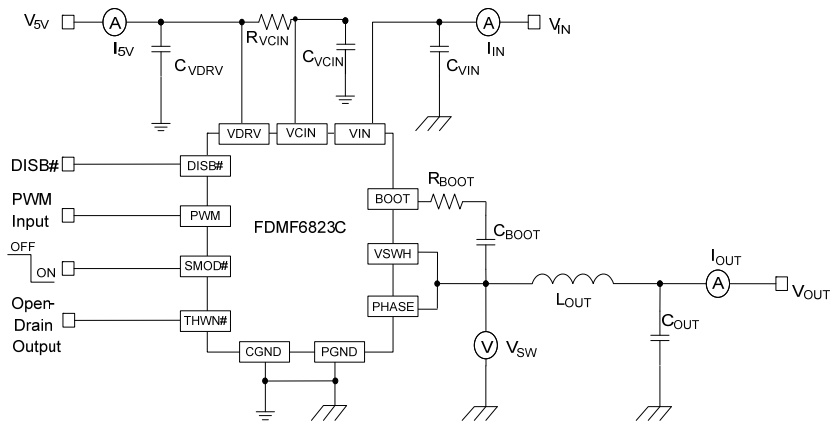 V5V
A
I5V
RVCIN
CVDRV
CVCIN
CVIN
A
IIN
VIN
VDRV
VCIN
VIN
DISB#
DISB#
PWM
Input
PWM
FDMF6823C
BOOT
RBOOT
CBOOT
OFF
ON
SMOD#
VSWH
IOUT
A
VOUT
LOUT
COUT
Open-
Drain
Output
THWN#
PHASE
V
VSW
CGND
PGND